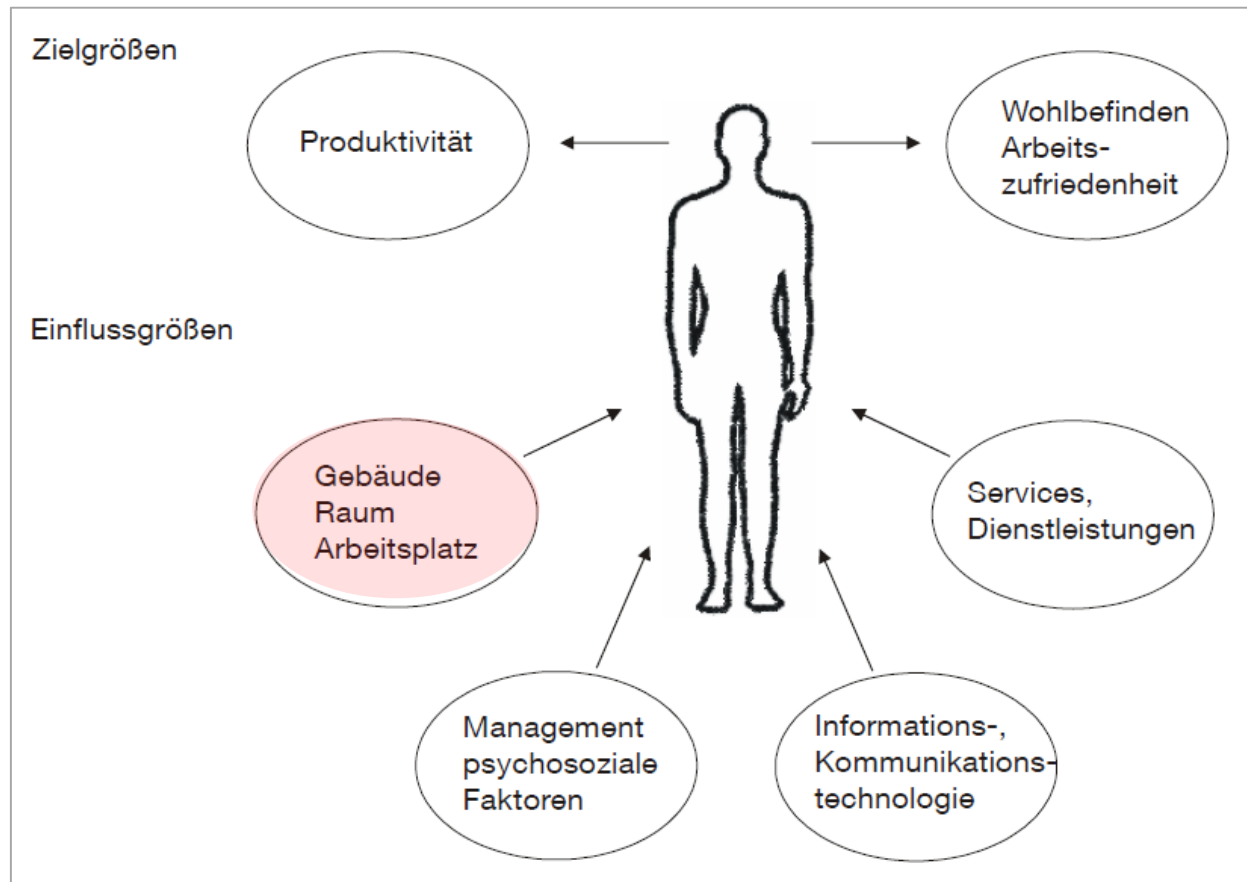 Zielgrößen
Produktivität
Wohlbefinden
Arbeits-
zufriedenheit
Einflussgrößen
Gebäude
Raum
Arbeitsplatz
Services,
Dienstleistungen
Management
psychosoziale
Faktoren
Informations-,
Kommunikations-
technologie